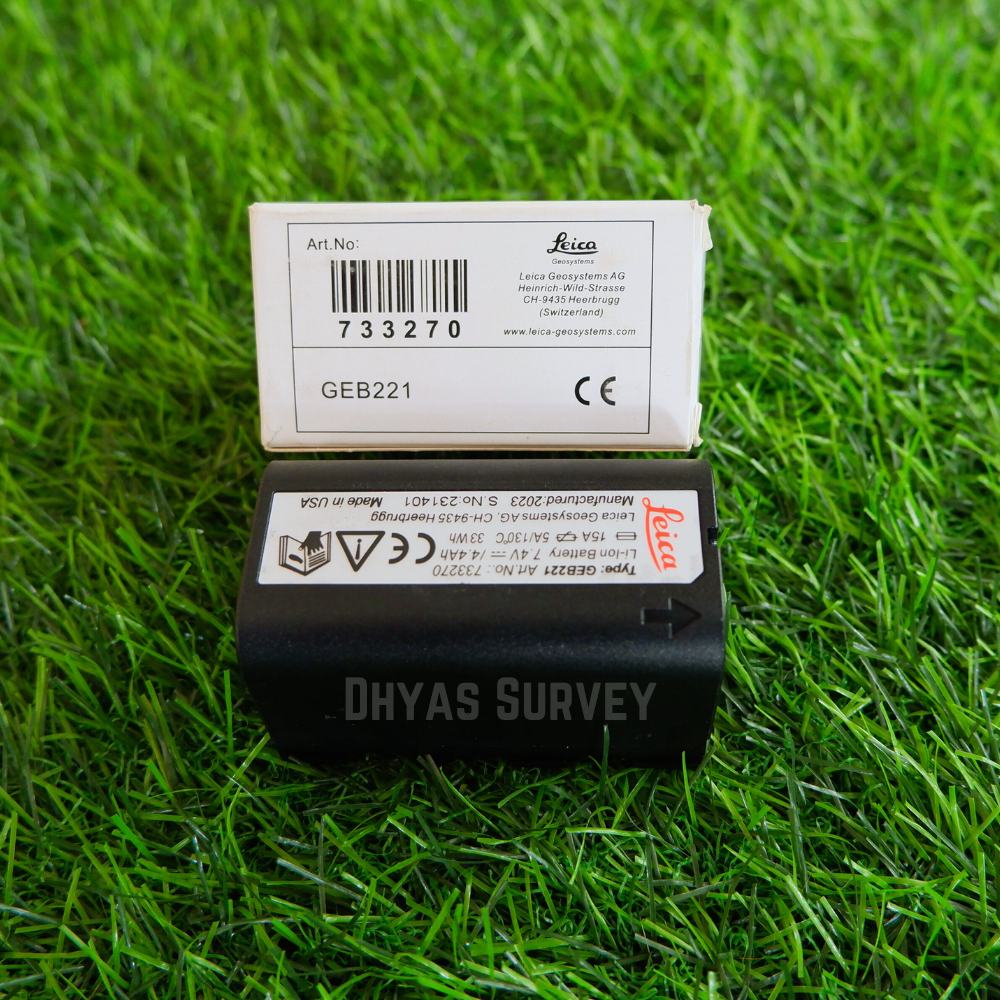 Art.No:
733270
Leica
Geosystems
Leica Geosystems AG
Heinrich-Wild-Strasse
CH-9435 Heerbrugg
(Switzerland)
www.leica-geosystems.com
GEB221
CE
Leica
Type: GEB221 Art.No.: 733270
Li-Ion Battery 7.4V⎓/4.4Ah
15A 5A/130°C 33 Wh
Leica Geosystems AG, CH-9435 Heerbrugg
Manufactured:2023 S.No:231401 Made in USA
CE
DHYAS SURVEY